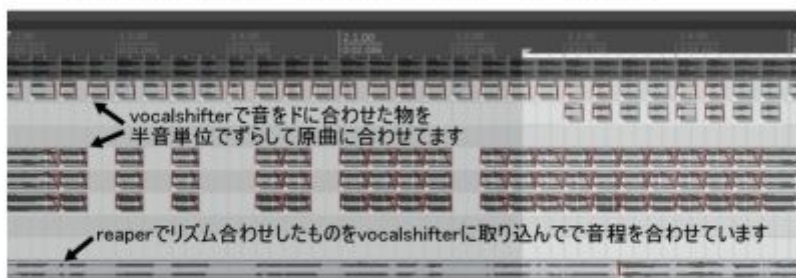 2.1.00
vocalshifterで音をドに合わせた物を
半音単位でずらして原曲に合わせてます
reaperでリズム合わせしたものをvocalshifterに取り込んでで音程を合わせています